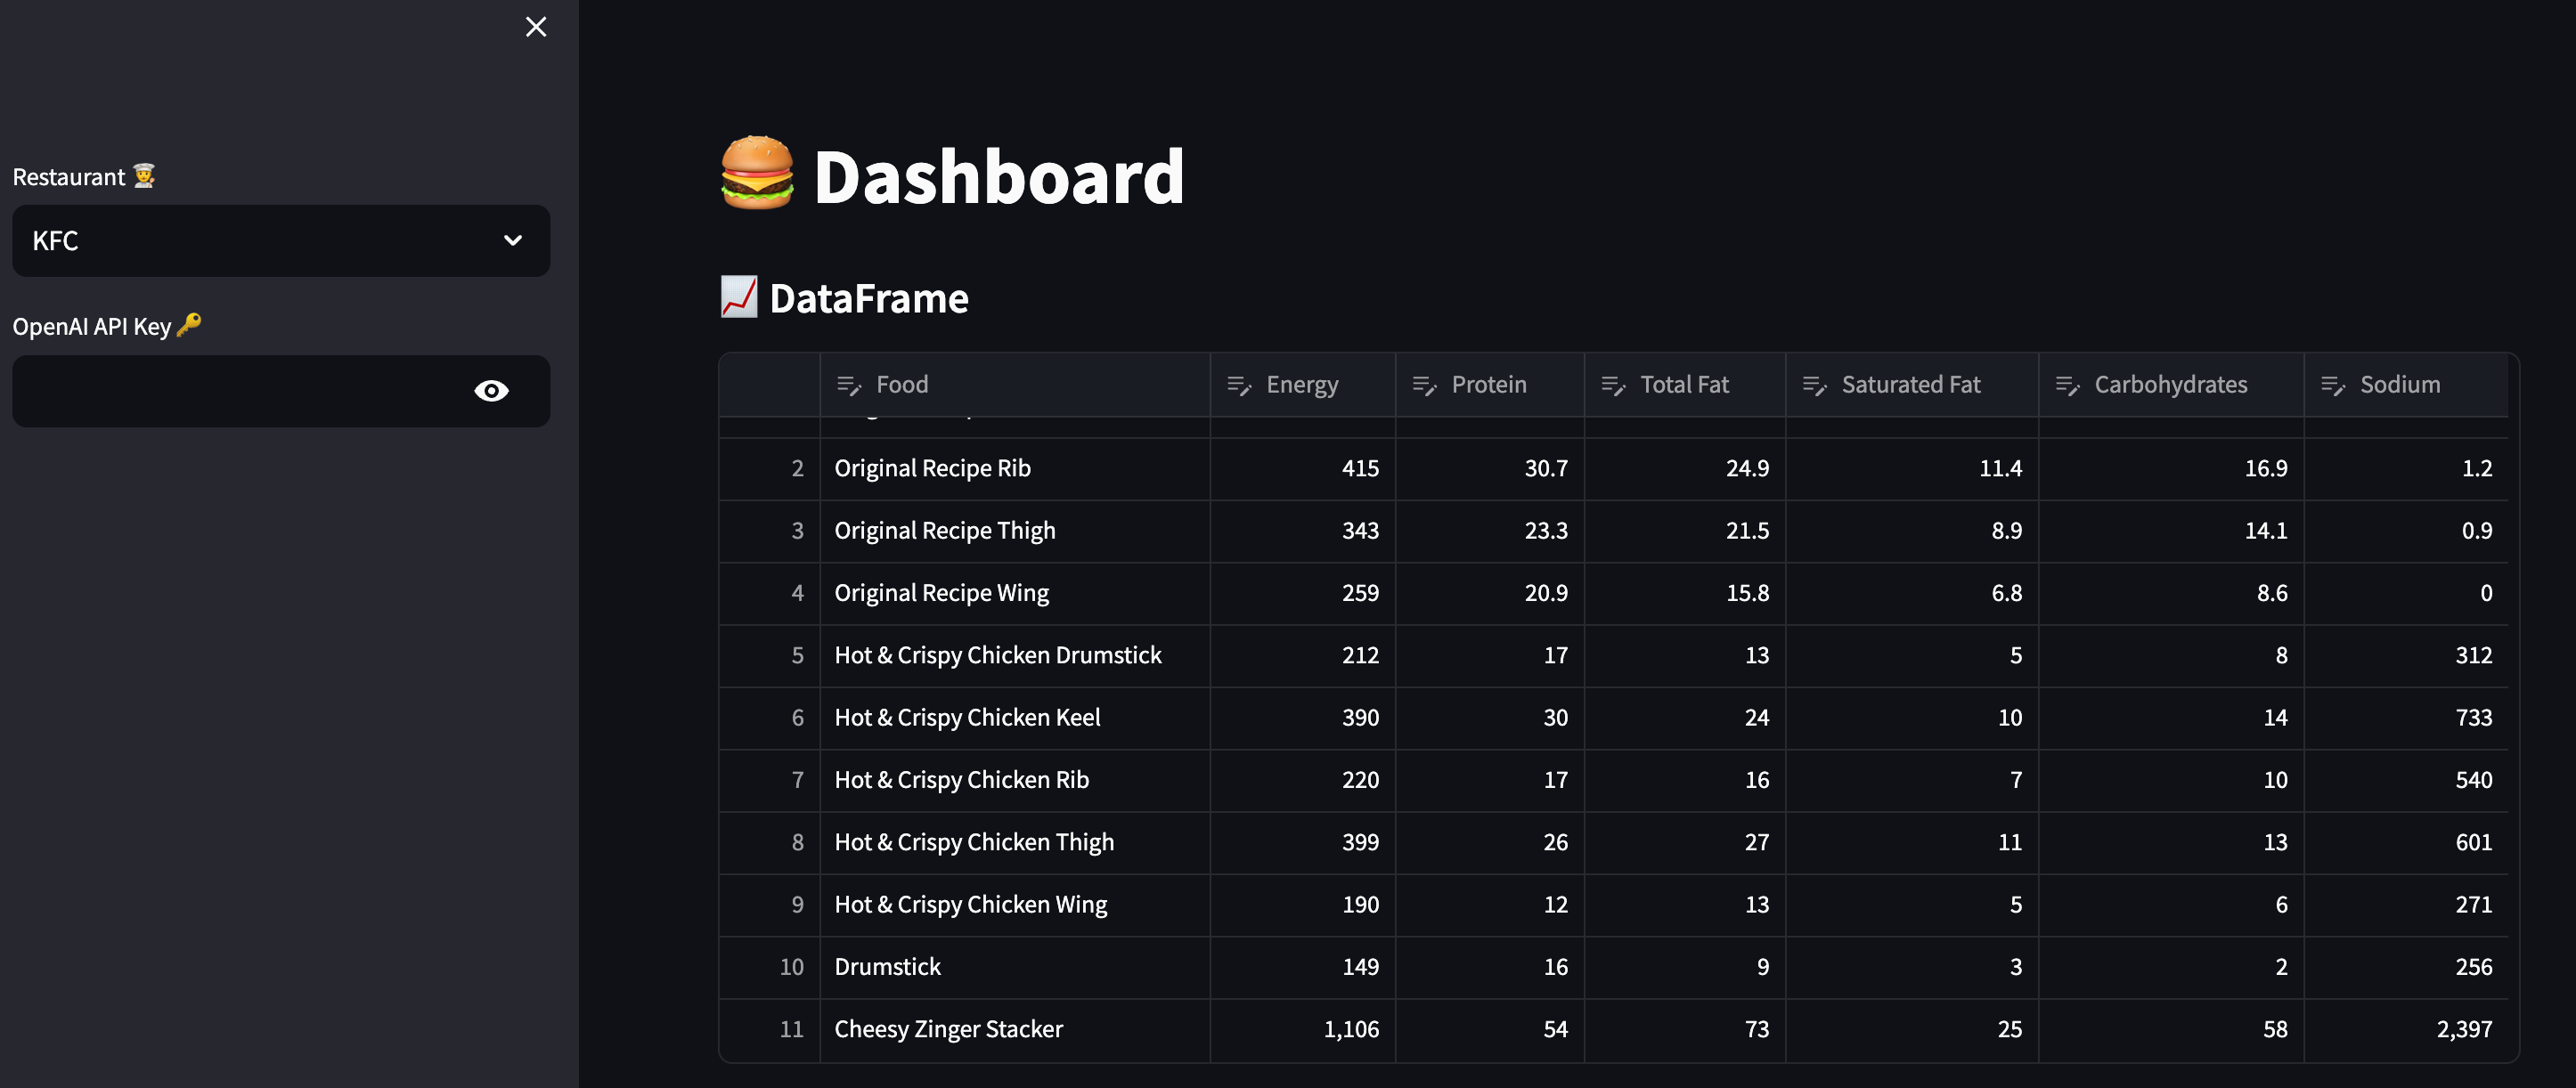 Restaurant
KFC
OpenAI API Key
Dashboard
DataFrame
Food Energy Protein Total Fat Saturated Fat Carbohydrates Sodium
2 Original Recipe Rib 415 30.7 24.9 11.4 16.9 1.2
3 Original Recipe Thigh 343 23.3 21.5 8.9 14.1 0.9
4 Original Recipe Wing 259 20.9 15.8 6.8 8.6 0
5 Hot & Crispy Chicken Drumstick 212 17 13 5 8 312
6 Hot & Crispy Chicken Keel 390 30 24 10 14 733
7 Hot & Crispy Chicken Rib 220 17 16 7 10 540
8 Hot & Crispy Chicken Thigh 399 26 27 11 13 601
9 Hot & Crispy Chicken Wing 190 12 13 5 6 271
10 Drumstick 149 16 9 3 2 256
11 Cheesy Zinger Stacker 1,106 54 73 25 58 2,397